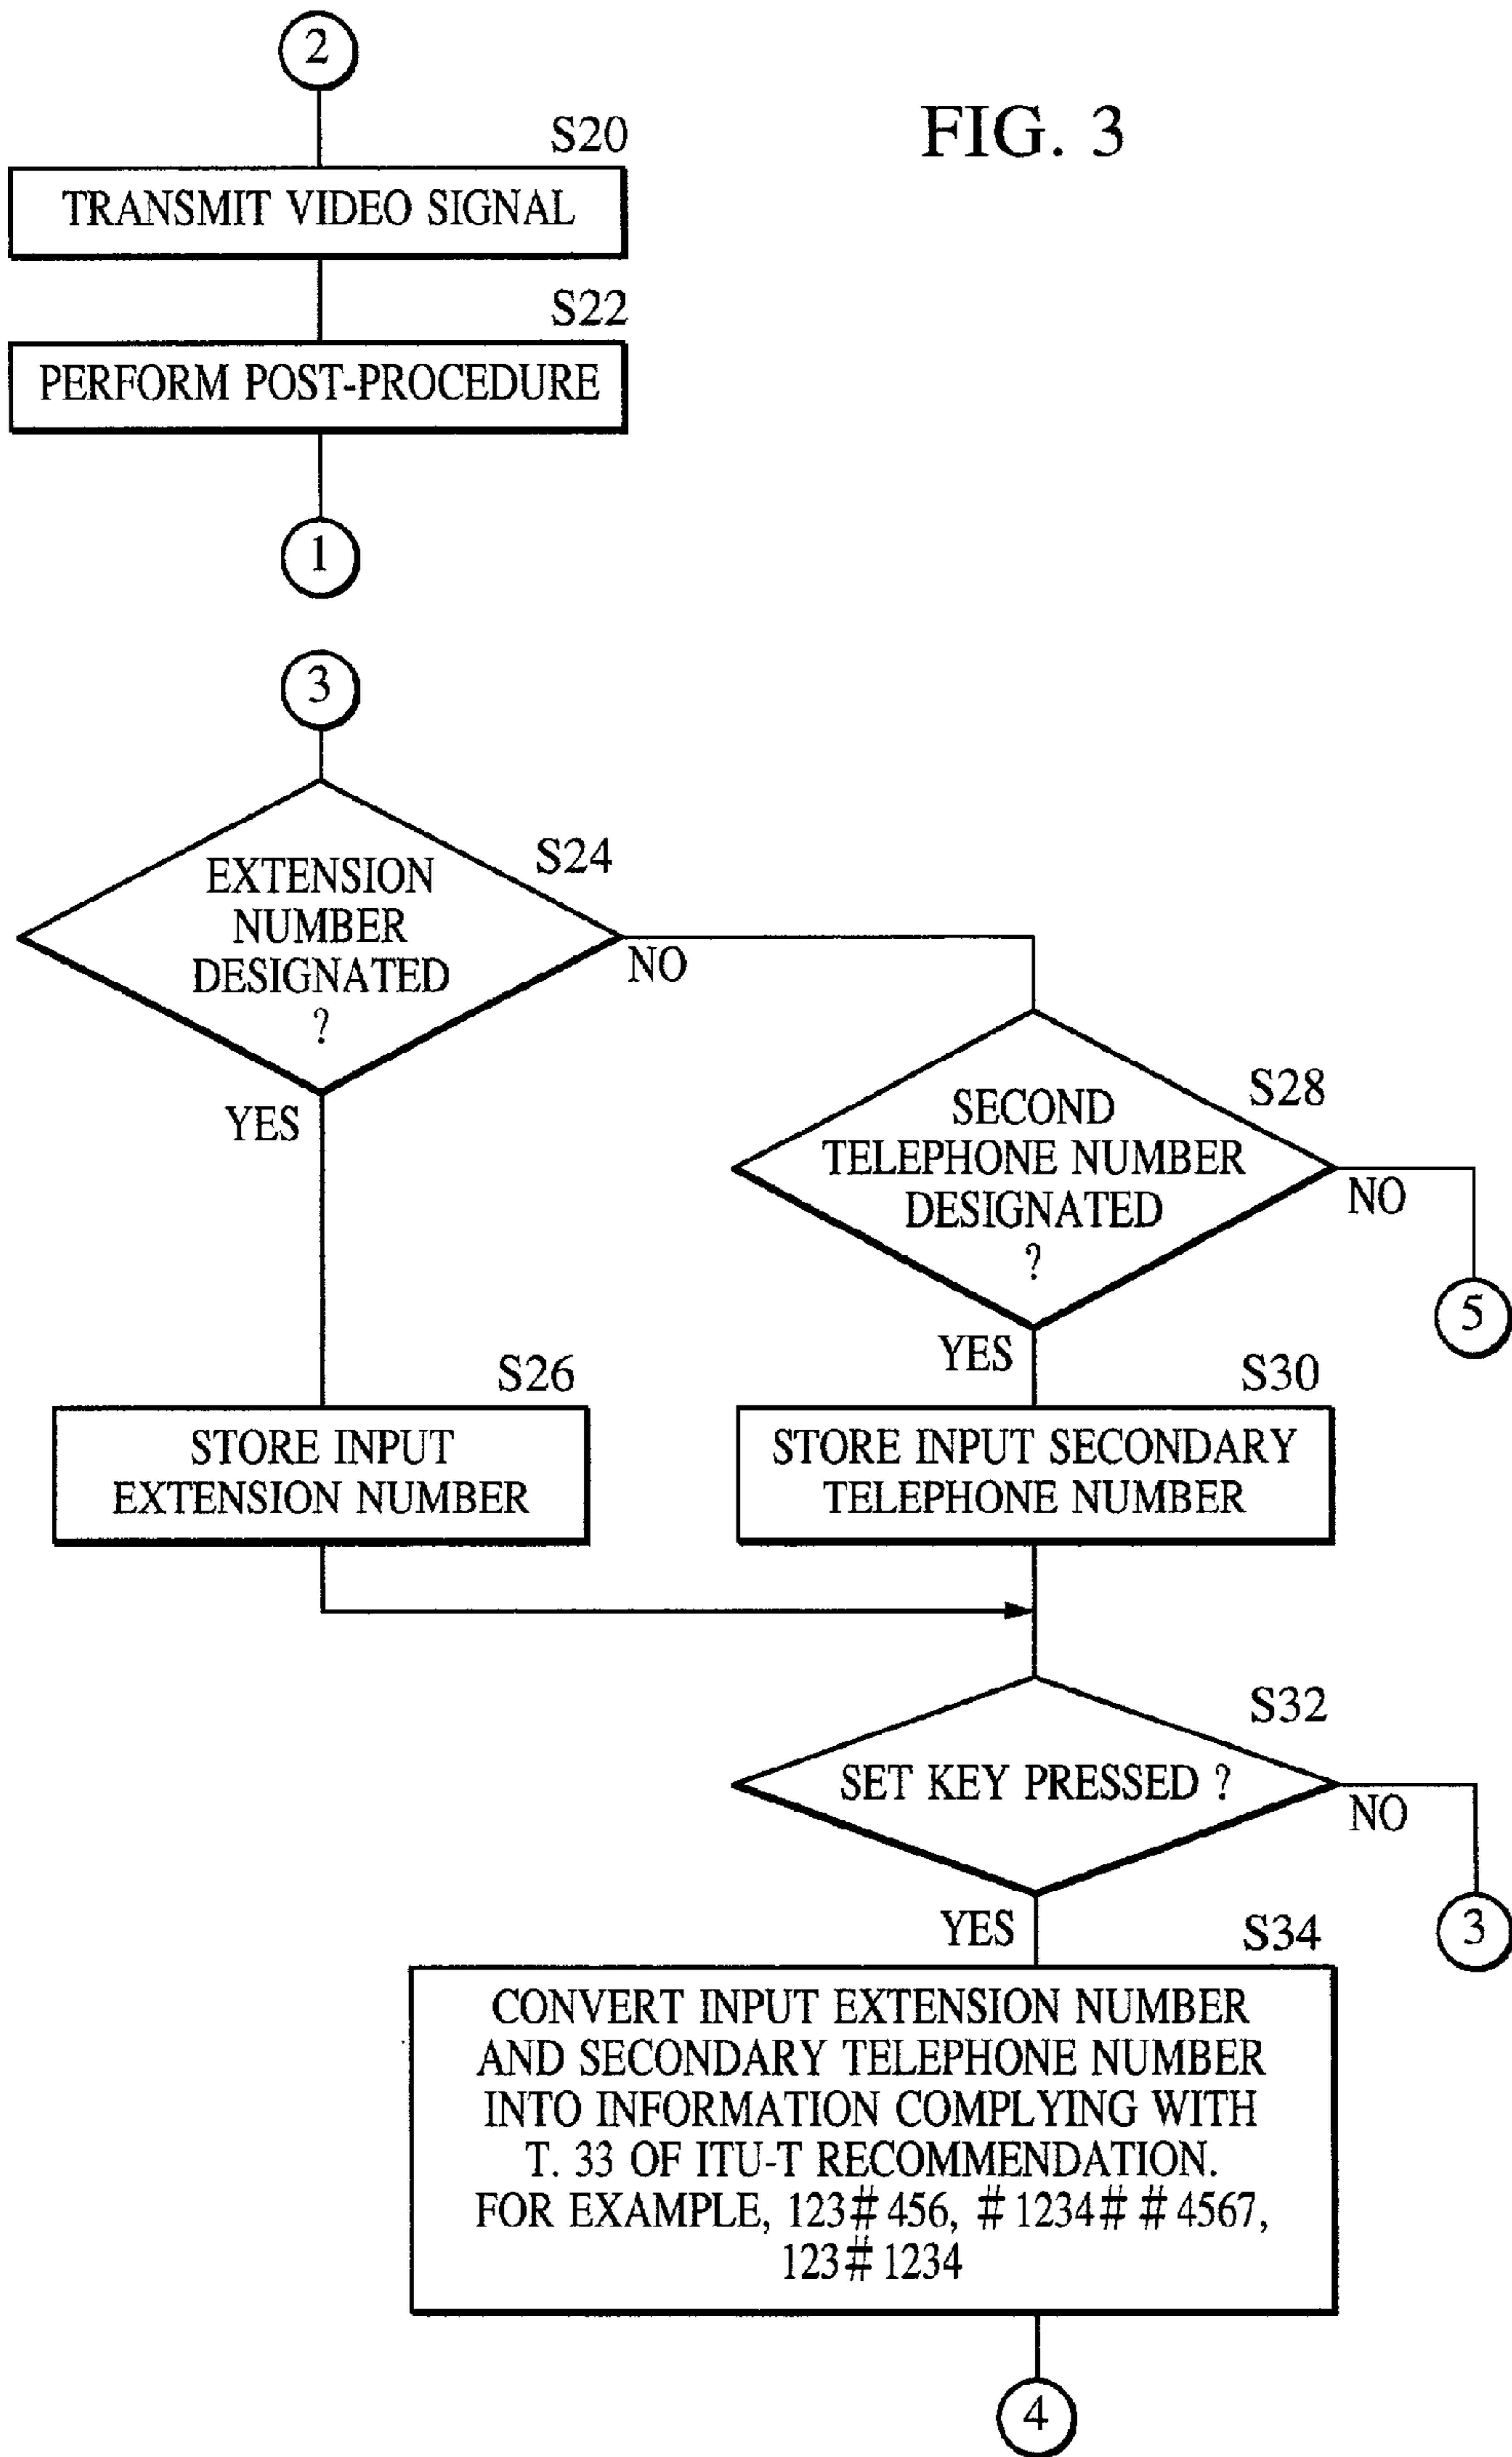 2
FIG. 3
S20
TRANSMIT VIDEO SIGNAL
S22
PERFORM POST-PROCEDURE
1
3
S24
EXTENSION
NUMBER
DESIGNATED
?
NO
YES
S28
SECOND
TELEPHONE NUMBER
DESIGNATED
?
NO
5
YES
S26
STORE INPUT
EXTENSION NUMBER
S30
STORE INPUT SECONDARY
TELEPHONE NUMBER
S32
SET KEY PRESSED ?
NO
3
YES
S34
CONVERT INPUT EXTENSION NUMBER
AND SECONDARY TELEPHONE NUMBER
INTO INFORMATION COMPLYING WITH
T. 33 OF ITU-T RECOMMENDATION.
FOR EXAMPLE, 123#456, #1234##4567,
123#1234
4